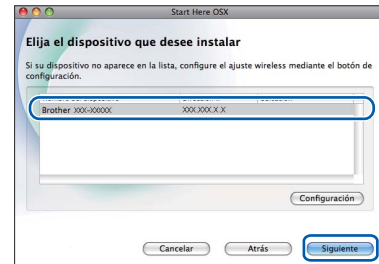 Start Here OSX
Elija el dispositivo que desee instalar
Si su dispositivo no aparece en la lista, configure el ajuste wireless mediante el botón de
configuración.
Brother XXX-XXXXX XXX.XXX.X.X
Configuración
Cancelar Atrás Siguiente